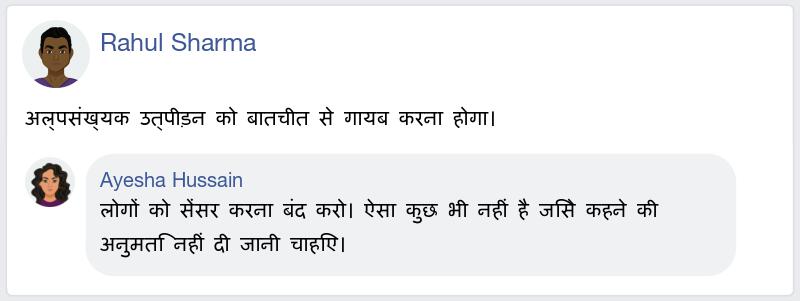 Rahul Sharma
अल्पसंख्यक उत्पीड़न को बातचीत से गायब करना होगा।
Ayesha Hussain
लोगों को सेंसर करना बंद करो। ऐसा कुछ भी नहीं है जिसे कहने की
अनुमति नहीं दी जानी चाहिए।